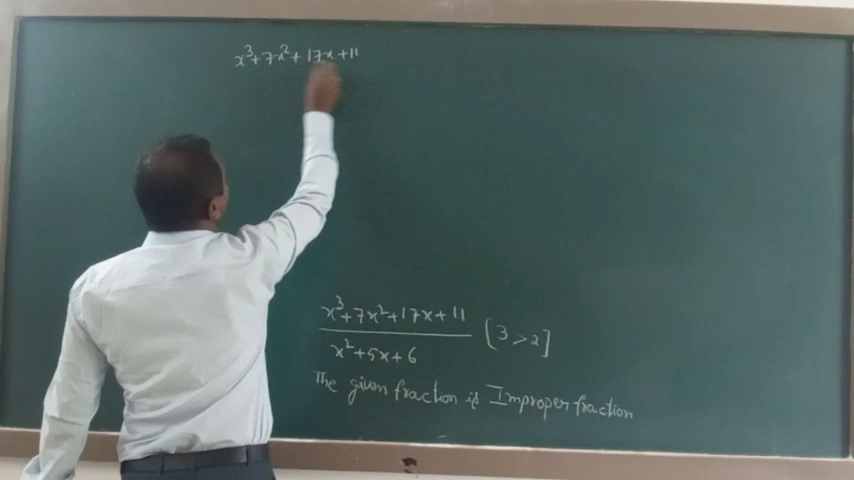 x³+7x²+17x+11
x³+7x²+17x+11
x²+5x+6
[3>2]
The given fraction is Improper fraction